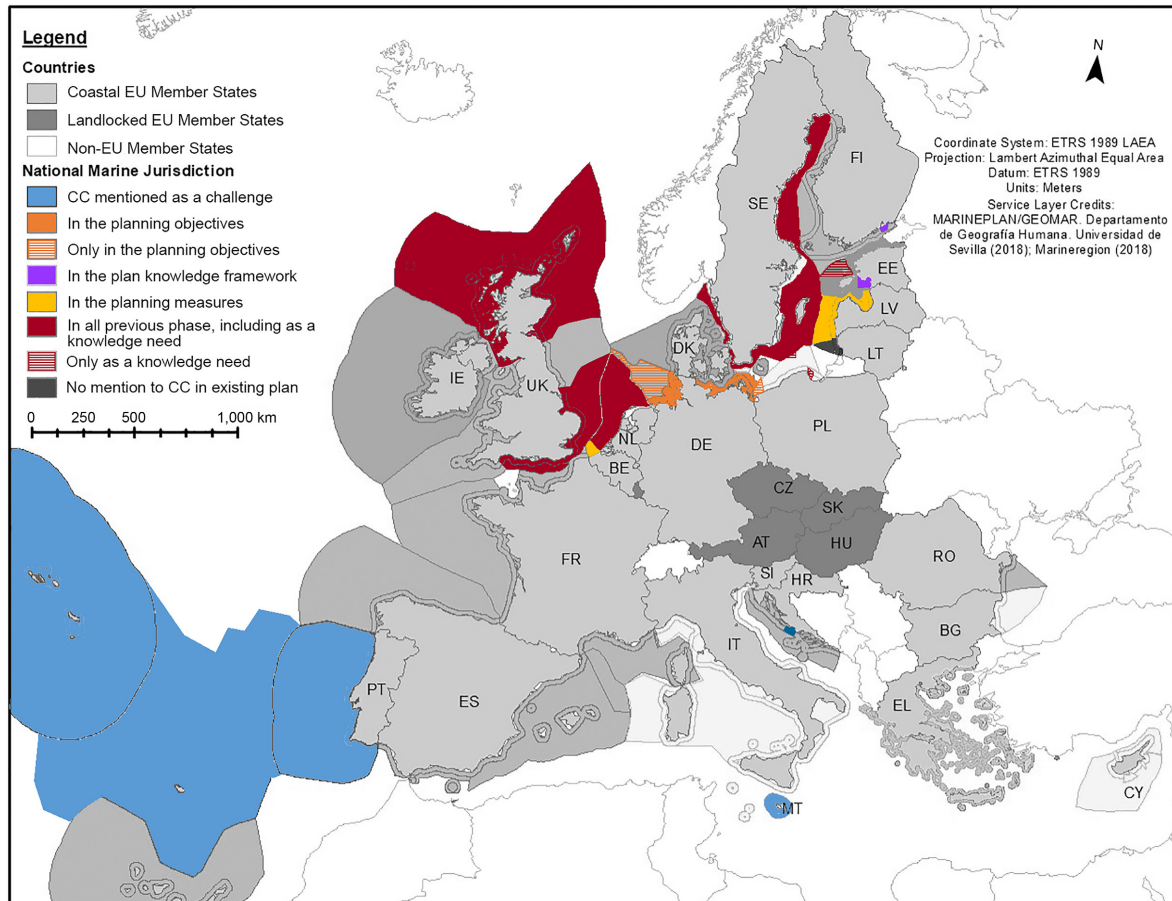 Legend
Countries
Coastal EU Member States
Landlocked EU Member States
Non-EU Member States
National Marine Jurisdiction
CC mentioned as a challenge
In the planning objectives
Only in the planning objectives
In the plan knowledge framework
In the planning measures
In all previous phase, including as a
knowledge need
Only as a knowledge need
No mention to CC in existing plan
0 250 500 1,000 km
N
Coordinate System: ETRS 1989 LAEA
Projection: Lambert Azimuthal Equal Area
Datum: ETRS 1989
Units: Meters
Service Layer Credits:
MARINEPLAN/GEOMAR. Departamento
de Geografía Humana. Universidad de
Sevilla (2018); Marineregion (2018)
FI
SE
EE
LV
LT
DK
IE
UK
NL
BE
DE
PL
CZ
SK
AT
HU
FR
SI
HR
RO
BG
IT
PT
ES
EL
MT
CY